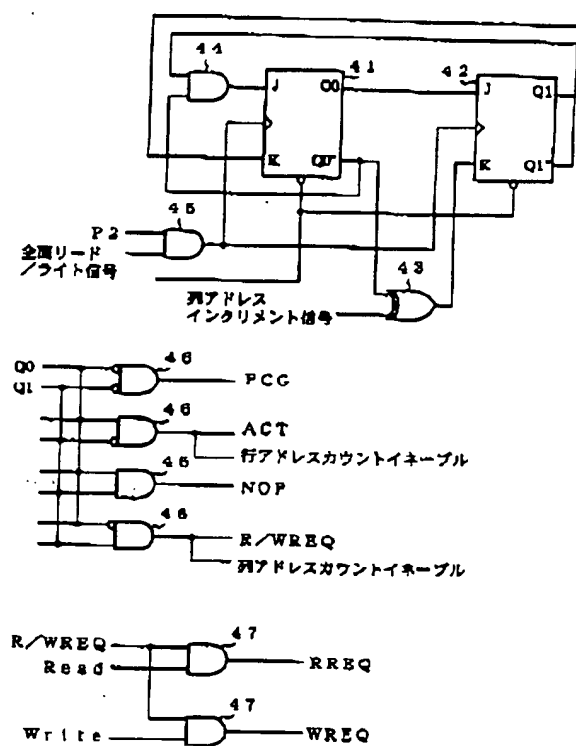 44
41
42
J
Q0
J
Q1
K
Q0‾
K
Q1‾
45
P2
全面リード
/ライト信号
43
列アドレス
インクリメント信号
Q0
Q1
46
PCG
46
ACT
行アドレスカウントイネーブル
46
NOP
46
R/WREQ
列アドレスカウントイネーブル
R/WREQ
Read
47
RREQ
47
Write
WREQ